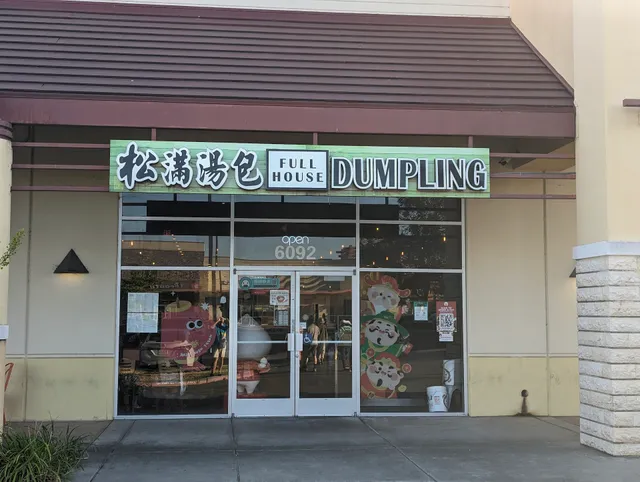 松滿湯包
FULL
HOUSE
DUMPLING
open
6092